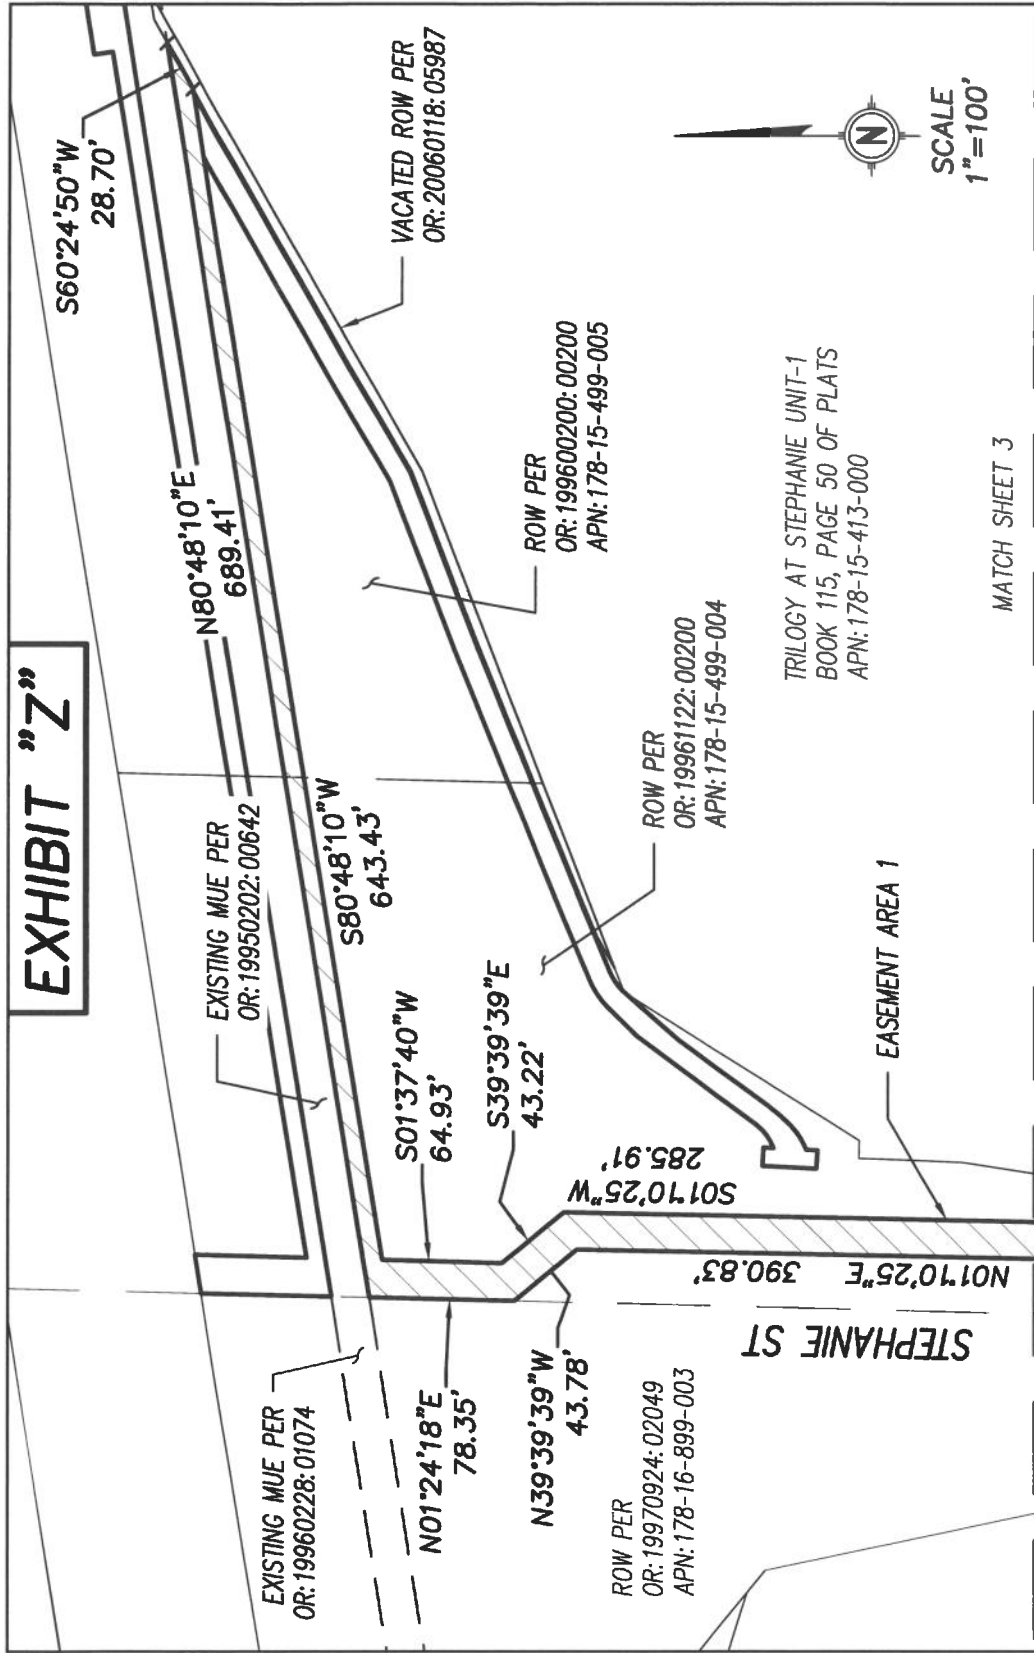 EXHIBIT "Z"
S60°24'50"W
28.70'
N80°48'10"E
689.41'
EXISTING MUE PER
OR:19950202:00642
S80°48'10"W
643.43'
EXISTING MUE PER
OR:19960228:01074
S01°37'40"W
64.93'
S39°39'39"E
43.22'
N01°24'18"E
78.35'
N39°39'39"W
43.78'
S01°10'25"W
285.91'
N01°10'25"E 390.83'
STEPHANIE ST
ROW PER
OR:19970924:02049
APN:178-16-899-003
VACATED ROW PER
OR:20060118:05987
ROW PER
OR:199600200:00200
APN:178-15-499-005
ROW PER
OR:19961122:00200
APN:178-15-499-004
TRILOGY AT STEPHANIE UNIT-1
BOOK 115, PAGE 50 OF PLATS
APN:178-15-413-000
EASEMENT AREA 1
MATCH SHEET 3
N
SCALE
1"=100'